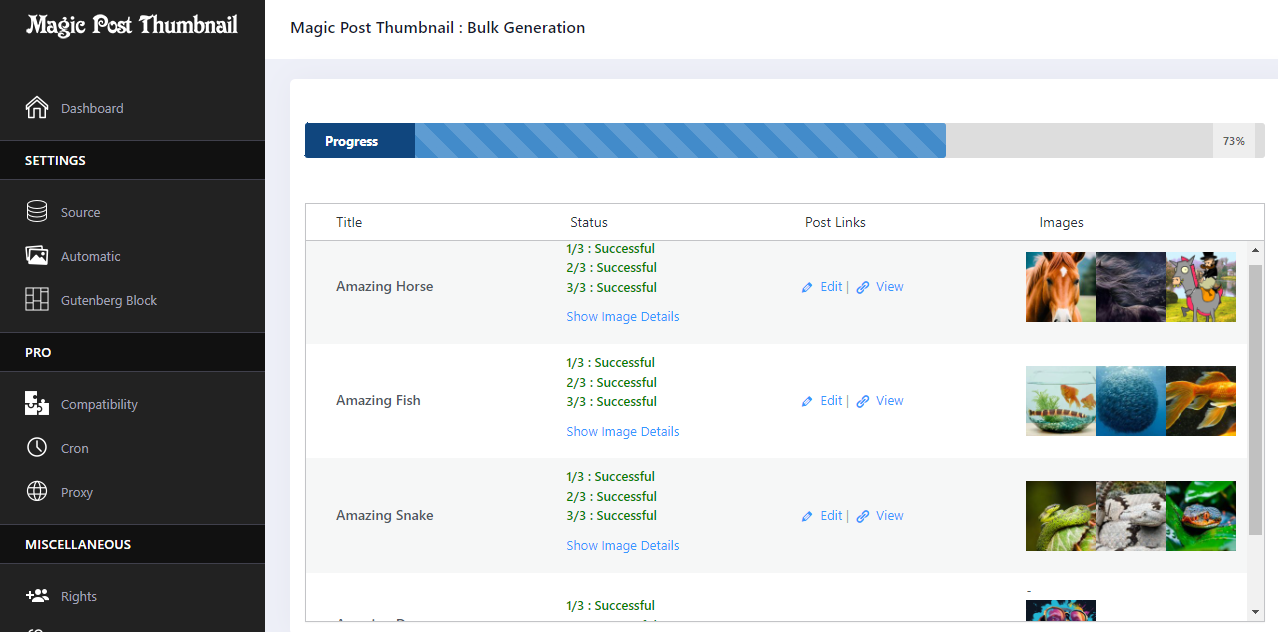 Magic Post Thumbnail
Magic Post Thumbnail : Bulk Generation
Dashboard
SETTINGS
Source
Automatic
Gutenberg Block
PRO
Compatibility
Cron
Proxy
MISCELLANEOUS
Rights
Progress
73%
Title Status Post Links Images
1/3 : Successful
2/3 : Successful
Amazing Horse
3/3 : Successful
Edit | View
Show Image Details
1/3 : Successful
2/3 : Successful
Amazing Fish
3/3 : Successful
Edit | View
Show Image Details
1/3 : Successful
2/3 : Successful
Amazing Snake
3/3 : Successful
Edit | View
Show Image Details
-
1/3 : Successful